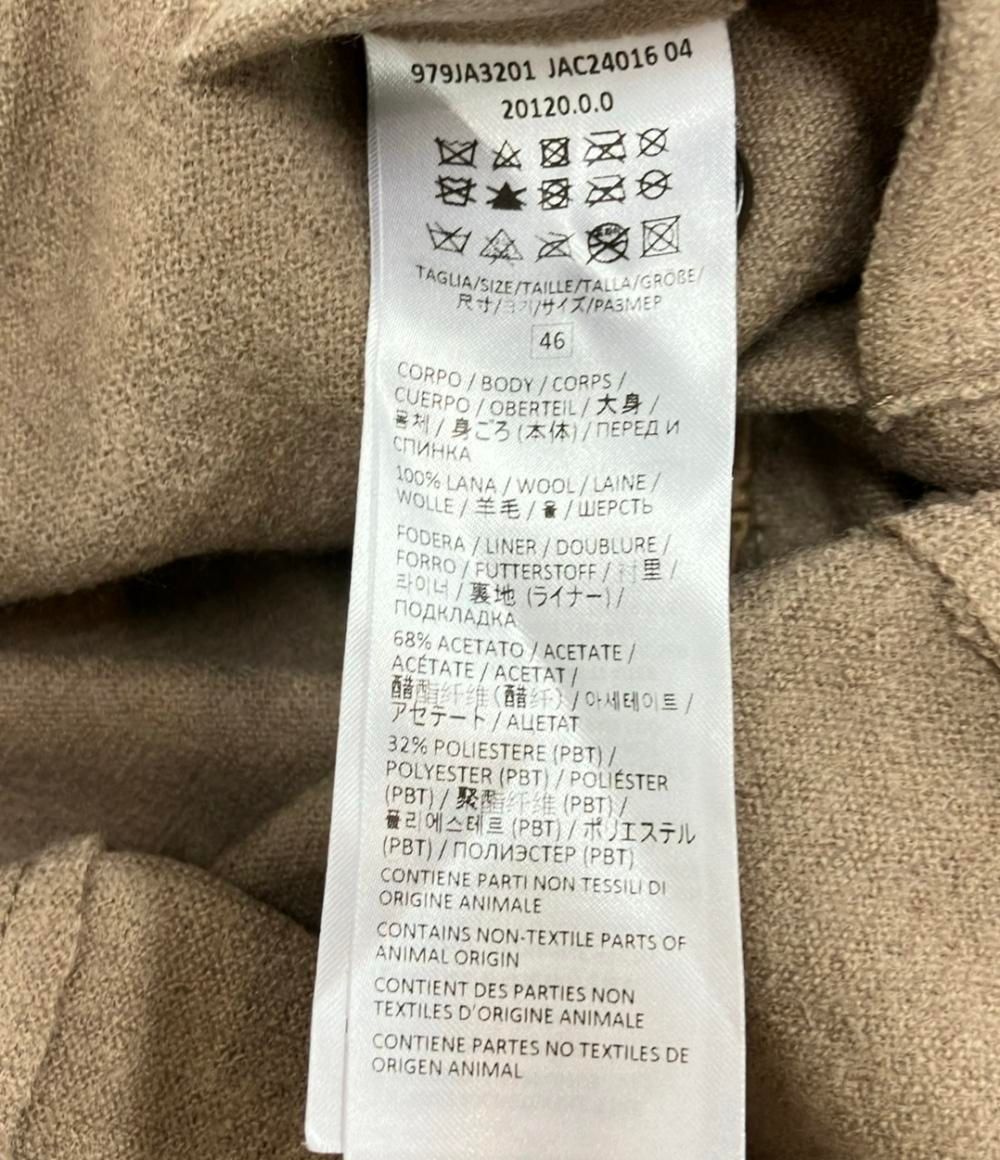 979JA3201 JAC24016 04
20120.0.0
TAGLIA/SIZE/TAILLE/TALLA/GRÖßE/
尺寸/크기/サイズ/РАЗМЕР
46
CORPO / BODY / CORPS /
CUERPO / OBERTEIL / 大身 /
몸체 / 身ごろ (本体) / ПЕРЕД И
СПИНКА
100% LANA / WOOL / LAINE /
WOLLE / 羊毛 / 울 / ШЕРСТЬ
FODERA / LINER / DOUBLURE /
FORRO / FUTTERSTOFF / 衬里 /
라이너 / 裏地 (ライナー) /
ПОДКЛАДКА
68% ACETATO / ACETATE /
ACÉTATE / ACETAT /
醋酯纤维 (醋纤) / 아세테이트 /
アセテート / АЦЕТАТ
32% POLIESTERE (PBT) /
POLYESTER (PBT) / POLIÉSTER
(PBT) / 聚酯纤维 (PBT) /
폴리에스테르 (PBT) / ポリエステル
(PBT) / ПОЛИЭСТЕР (PBT)
CONTIENE PARTI NON TESSILI DI
ORIGINE ANIMALE
CONTAINS NON-TEXTILE PARTS OF
ANIMAL ORIGIN
CONTIENT DES PARTIES NON
TEXTILES D'ORIGINE ANIMALE
CONTIENE PARTES NO TEXTILES DE
ORIGEN ANIMAL